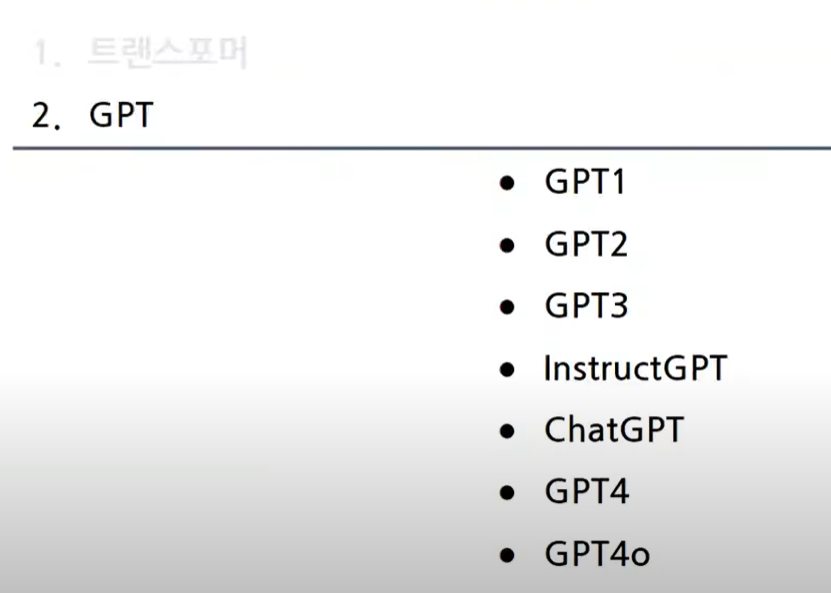 1. 트랜스포머
2. GPT
● GPT1
● GPT2
● GPT3
● InstructGPT
● ChatGPT
● GPT4
● GPT4o